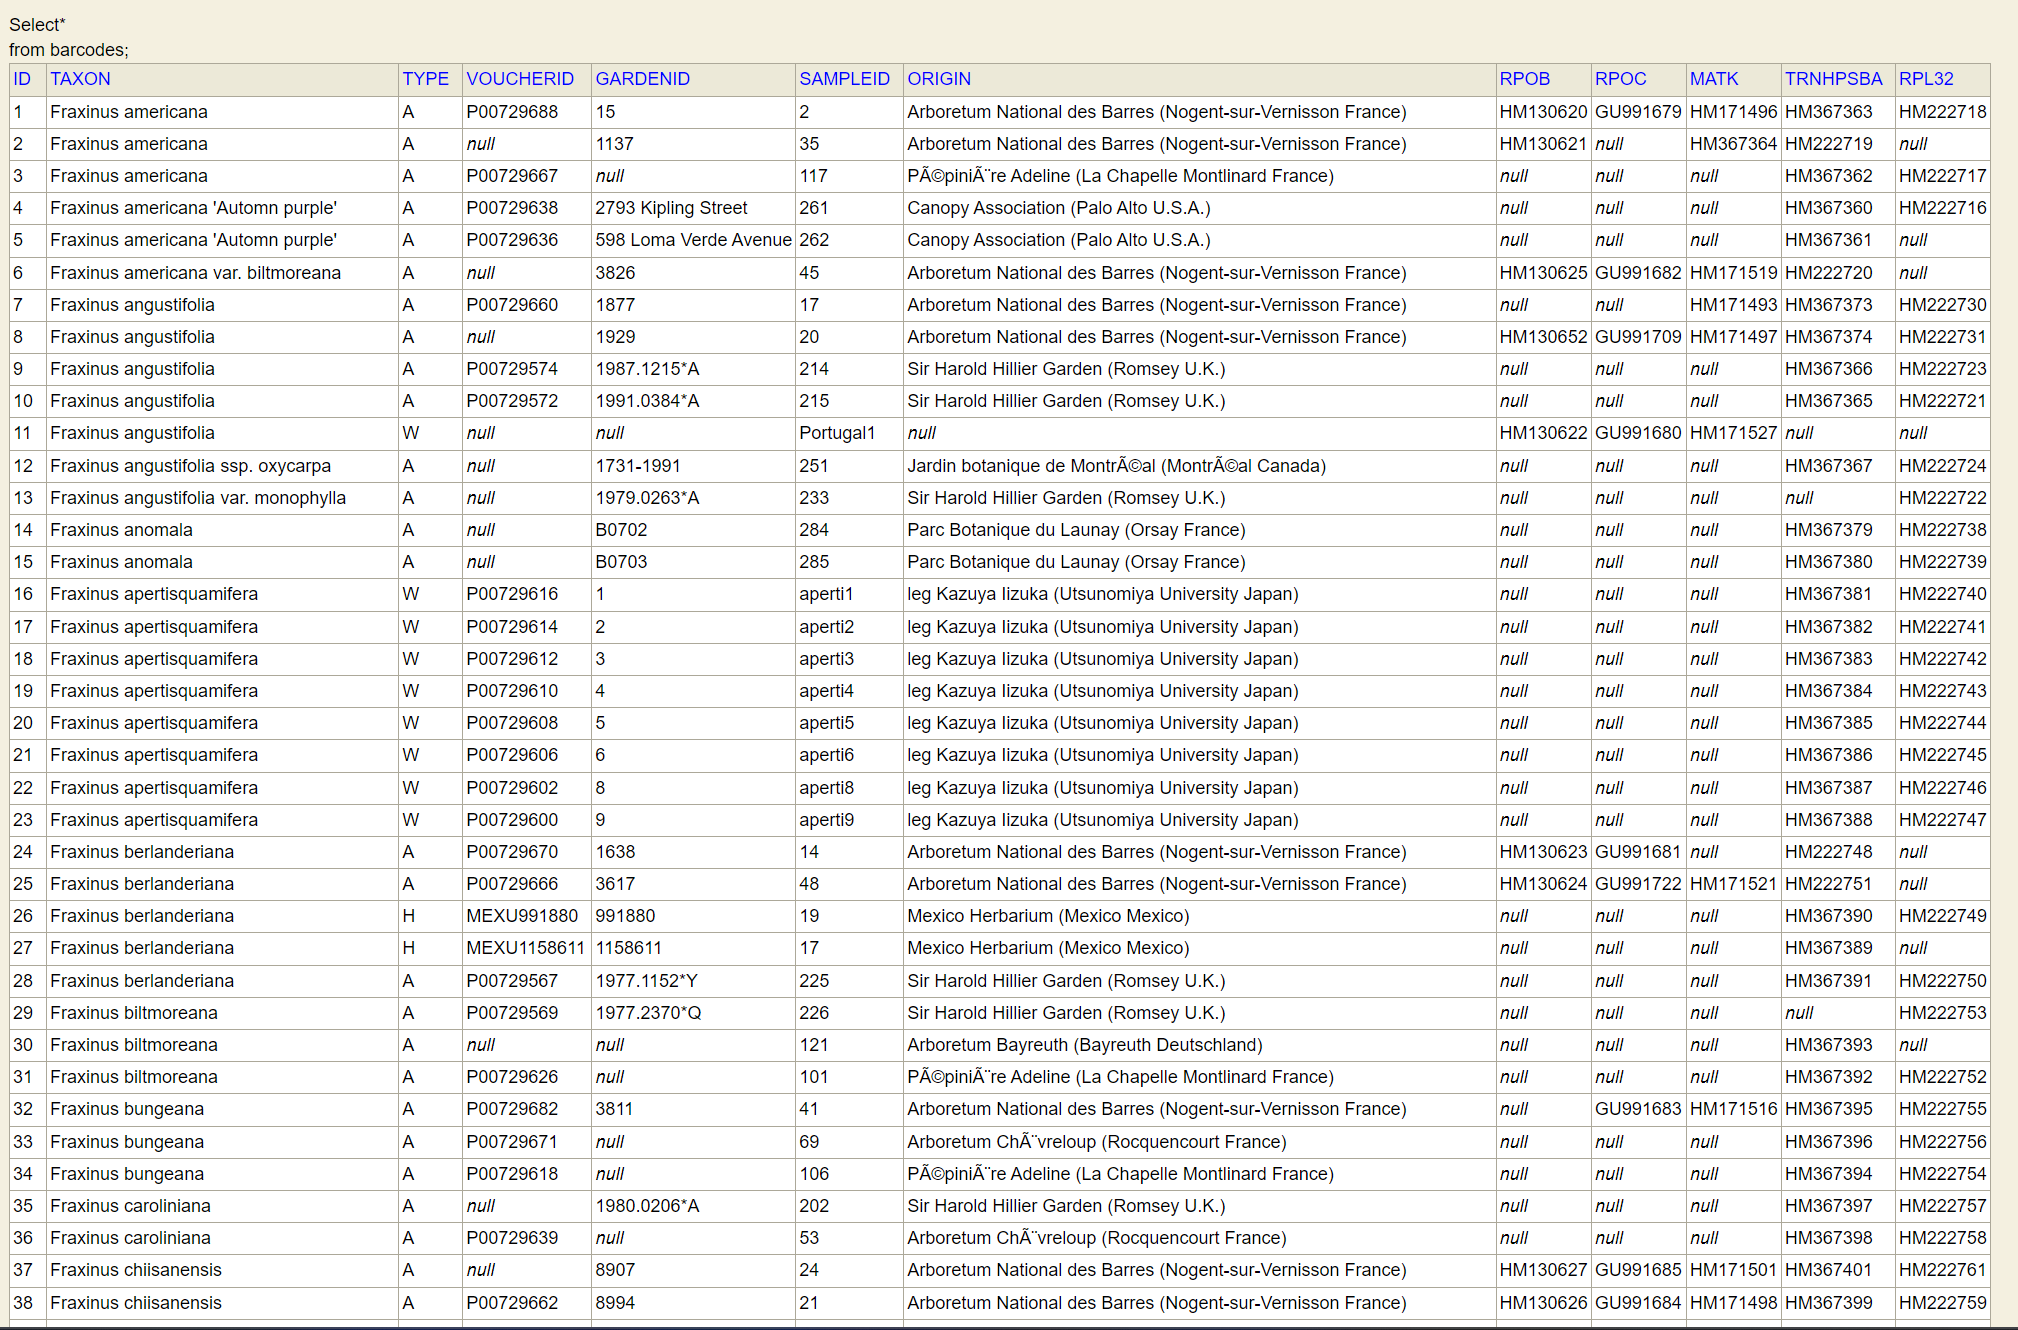 Select*
from barcodes;
ID TAXON TYPE VOUCHERID GARDENID SAMPLEID ORIGIN RPOB RPOC MATK TRNHPSBA RPL32
1 Fraxinus americana A P00729688 15 2 Arboretum National des Barres (Nogent-sur-Vernisson France) HM130620 GU991679 HM171496 HM367363 HM222718
2 Fraxinus americana A null 1137 35 Arboretum National des Barres (Nogent-sur-Vernisson France) HM130621 null HM367364 HM222719 null
3 Fraxinus americana A P00729667 null 117 PÃ©piniÃ¨re Adeline (La Chapelle Montlinard France) null null null HM367362 HM222717
4 Fraxinus americana 'Automn purple' A P00729638 2793 Kipling Street 261 Canopy Association (Palo Alto U.S.A.) null null null HM367360 HM222716
5 Fraxinus americana 'Automn purple' A P00729636 598 Loma Verde Avenue 262 Canopy Association (Palo Alto U.S.A.) null null null HM367361 null
6 Fraxinus americana var. biltmoreana A null 3826 45 Arboretum National des Barres (Nogent-sur-Vernisson France) HM130625 GU991682 HM171519 HM222720 null
7 Fraxinus angustifolia A P00729660 1877 17 Arboretum National des Barres (Nogent-sur-Vernisson France) null null HM171493 HM367373 HM222730
8 Fraxinus angustifolia A null 1929 20 Arboretum National des Barres (Nogent-sur-Vernisson France) HM130652 GU991709 HM171497 HM367374 HM222731
9 Fraxinus angustifolia A P00729574 1987.1215*A 214 Sir Harold Hillier Garden (Romsey U.K.) null null null HM367366 HM222723
10 Fraxinus angustifolia A P00729572 1991.0384*A 215 Sir Harold Hillier Garden (Romsey U.K.) null null null HM367365 HM222721
11 Fraxinus angustifolia W null null Portugal1 null HM130622 GU991680 HM171527 null null
12 Fraxinus angustifolia ssp. oxycarpa A null 1731-1991 251 Jardin botanique de MontrÃ©al (MontrÃ©al Canada) null null null HM367367 HM222724
13 Fraxinus angustifolia var. monophylla A null 1979.0263*A 233 Sir Harold Hillier Garden (Romsey U.K.) null null null null HM222722
14 Fraxinus anomala A null B0702 284 Parc Botanique du Launay (Orsay France) null null null HM367379 HM222738
15 Fraxinus anomala A null B0703 285 Parc Botanique du Launay (Orsay France) null null null HM367380 HM222739
16 Fraxinus apertisquamifera W P00729616 1 aperti1 leg Kazuya Iizuka (Utsunomiya University Japan) null null null HM367381 HM222740
17 Fraxinus apertisquamifera W P00729614 2 aperti2 leg Kazuya Iizuka (Utsunomiya University Japan) null null null HM367382 HM222741
18 Fraxinus apertisquamifera W P00729612 3 aperti3 leg Kazuya Iizuka (Utsunomiya University Japan) null null null HM367383 HM222742
19 Fraxinus apertisquamifera W P00729610 4 aperti4 leg Kazuya Iizuka (Utsunomiya University Japan) null null null HM367384 HM222743
20 Fraxinus apertisquamifera W P00729608 5 aperti5 leg Kazuya Iizuka (Utsunomiya University Japan) null null null HM367385 HM222744
21 Fraxinus apertisquamifera W P00729606 6 aperti6 leg Kazuya Iizuka (Utsunomiya University Japan) null null null HM367386 HM222745
22 Fraxinus apertisquamifera W P00729602 8 aperti8 leg Kazuya Iizuka (Utsunomiya University Japan) null null null HM367387 HM222746
23 Fraxinus apertisquamifera W P00729600 9 aperti9 leg Kazuya Iizuka (Utsunomiya University Japan) null null null HM367388 HM222747
24 Fraxinus berlanderiana A P00729670 1638 14 Arboretum National des Barres (Nogent-sur-Vernisson France) HM130623 GU991681 null HM222748 null
25 Fraxinus berlanderiana A P00729666 3617 48 Arboretum National des Barres (Nogent-sur-Vernisson France) HM130624 GU991722 HM171521 HM222751 null
26 Fraxinus berlanderiana H MEXU991880 991880 19 Mexico Herbarium (Mexico Mexico) null null null HM367390 HM222749
27 Fraxinus berlanderiana H MEXU1158611 1158611 17 Mexico Herbarium (Mexico Mexico) null null null HM367389 null
28 Fraxinus berlanderiana A P00729567 1977.1152*Y 225 Sir Harold Hillier Garden (Romsey U.K.) null null null HM367391 HM222750
29 Fraxinus biltmoreana A P00729569 1977.2370*Q 226 Sir Harold Hillier Garden (Romsey U.K.) null null null null HM222753
30 Fraxinus biltmoreana A null null 121 Arboretum Bayreuth (Bayreuth Deutschland) null null null HM367393 null
31 Fraxinus biltmoreana A P00729626 null 101 PÃ©piniÃ¨re Adeline (La Chapelle Montlinard France) null null null HM367392 HM222752
32 Fraxinus bungeana A P00729682 3811 41 Arboretum National des Barres (Nogent-sur-Vernisson France) null GU991683 HM171516 HM367395 HM222755
33 Fraxinus bungeana A P00729671 null 69 Arboretum ChÃ¨vreloup (Rocquencourt France) null null null HM367396 HM222756
34 Fraxinus bungeana A P00729618 null 106 PÃ©piniÃ¨re Adeline (La Chapelle Montlinard France) null null null HM367394 HM222754
35 Fraxinus caroliniana A null 1980.0206*A 202 Sir Harold Hillier Garden (Romsey U.K.) null null null HM367397 HM222757
36 Fraxinus caroliniana A P00729639 null 53 Arboretum ChÃ¨vreloup (Rocquencourt France) null null null HM367398 HM222758
37 Fraxinus chiisanensis A null 8907 24 Arboretum National des Barres (Nogent-sur-Vernisson France) HM130627 GU991685 HM171501 HM367401 HM222761
38 Fraxinus chiisanensis A P00729662 8994 21 Arboretum National des Barres (Nogent-sur-Vernisson France) HM130626 GU991684 HM171498 HM367399 HM222759